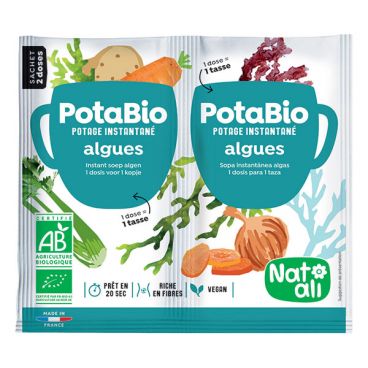 SACHET
2 doses
1 dose =
1 tasse
PotaBio
POTAGE INSTANTANÉ
algues
Instant soep algen
1 dosis voor 1 kopje
PotaBio
POTAGE INSTANTANÉ
algues
Sopa instantânea algas
1 dosis para 1 taza
1 dose =
1 tasse
CERTIFIÉ
AB
AGRICULTURE
BIOLOGIQUE
PRÊT EN
20 SEC
RICHE
EN FIBRES
VEGAN
Nat
ali
MADE IN
FRANCE